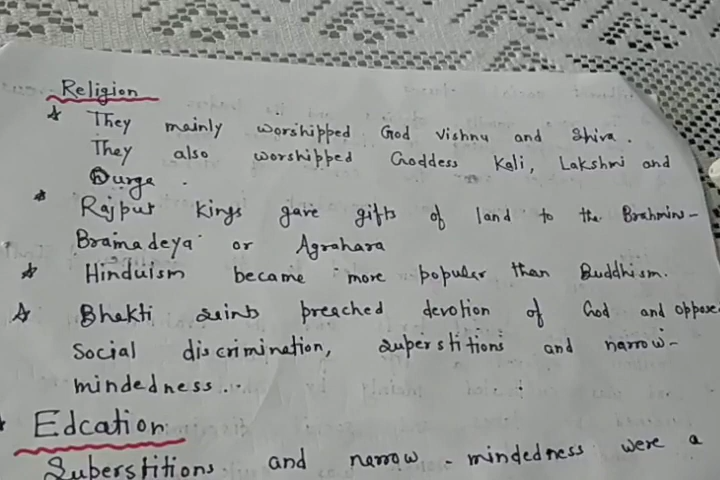 Religion
They mainly worshipped God Vishnu and Shiva.
They also worshipped Goddess Kali, Lakshmi and
Durga.
Rajput kings gave gifts of land to the Brahmins-
Bramadeya or Agrahara
Hinduism became more popular than Buddhism.
Bhakti saints preached devotion of God and oppose
Social discrimination, superstitions and narrow-
mindedness..
Edcation
Superstitions and narrow-mindedness were a